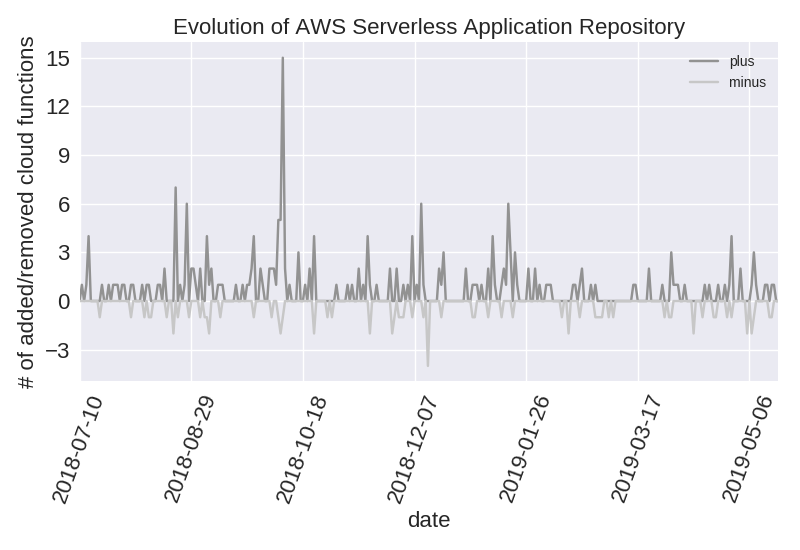 Evolution of AWS Serverless Application Repository
# of added/removed cloud functions
15
12
9
6
3
0
−3
plus
minus
2018-07-10
2018-08-29
2018-10-18
2018-12-07
2019-01-26
2019-03-17
2019-05-06
date